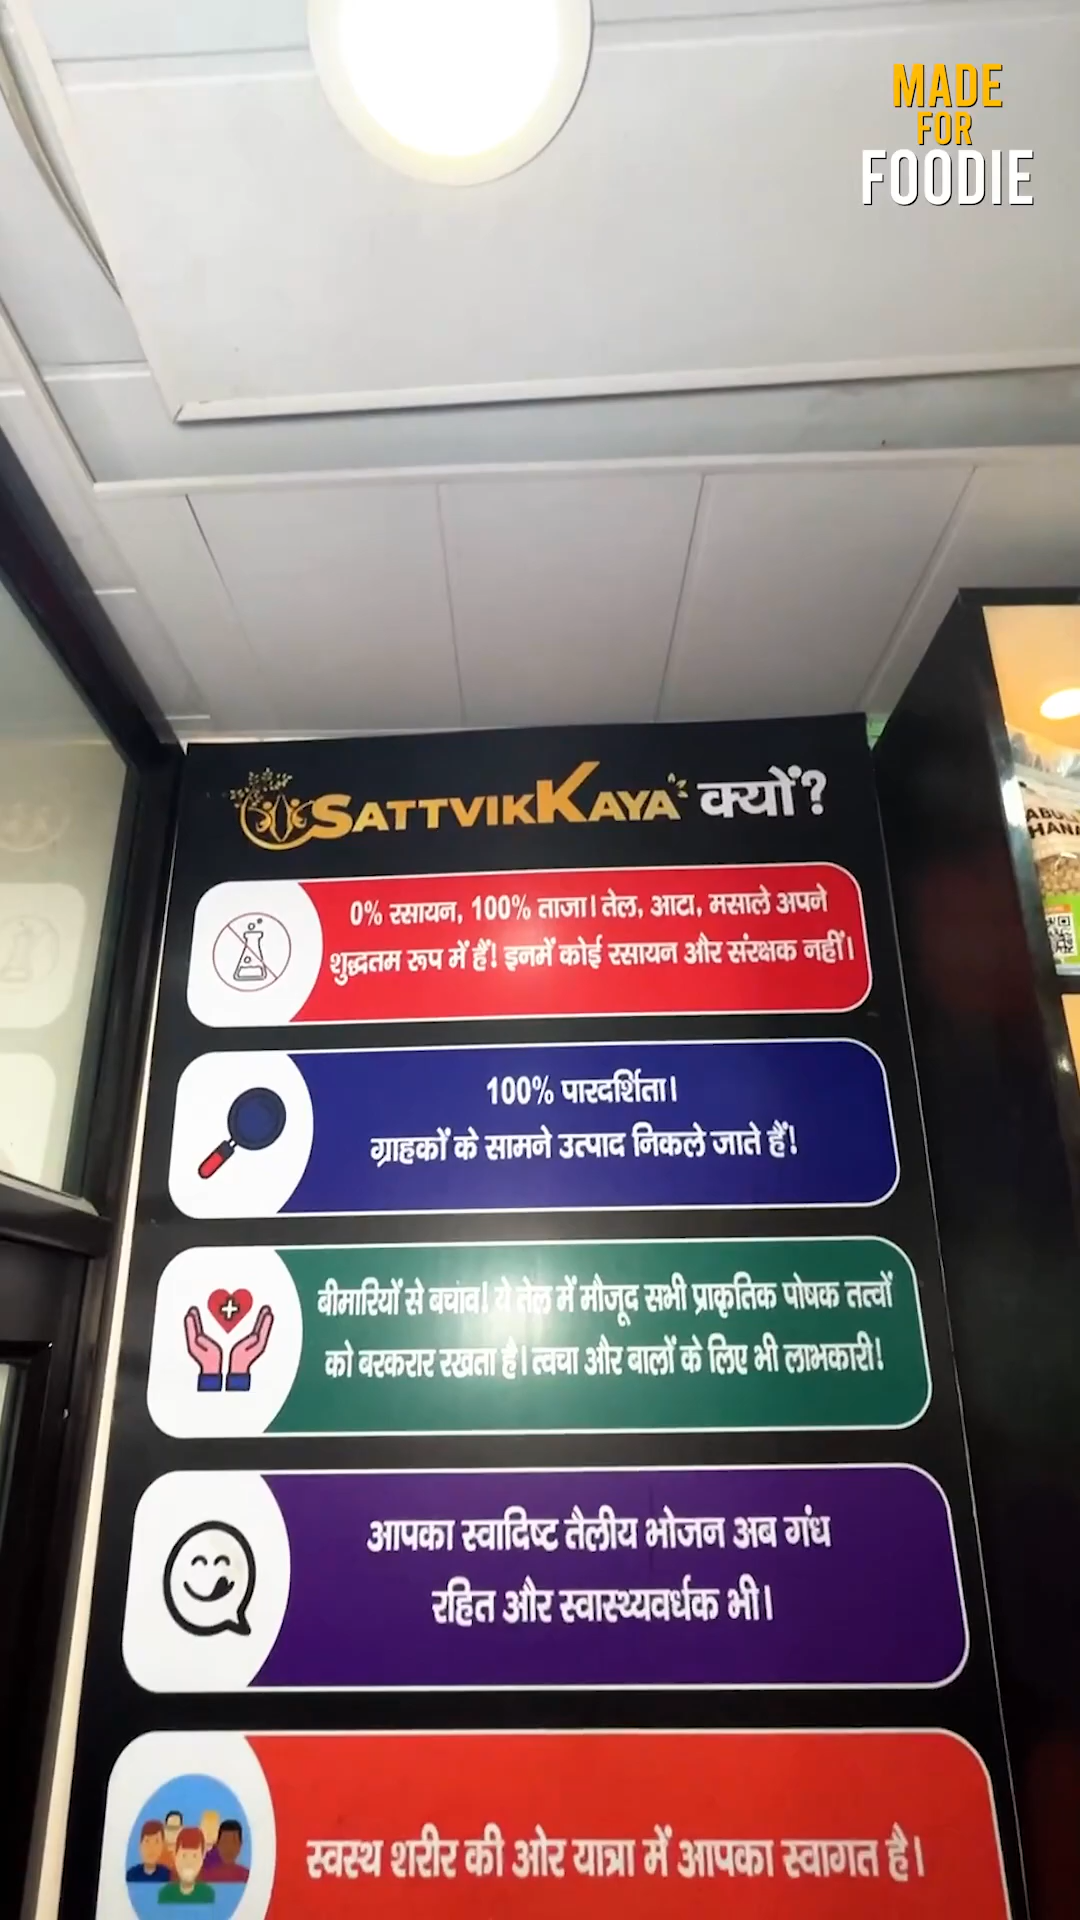 MADE
FOR
FOODIE
SATTVIKKAYA क्यों?
0% रसायन, 100% ताजा। तेल, आटा, मसाले अपने
शुद्धतम रूप में हैं! इनमें कोई रसायन और संरक्षक नहीं।
100% पारदर्शिता।
ग्राहकों के सामने उत्पाद निकले जाते हैं!
बीमारियों से बचाव! ये तेल में मौजूद सभी प्राकृतिक पोषक तत्वों
को बरकरार रखता है। त्वचा और बालों के लिए भी लाभकारी!
आपका स्वादिष्ट तैलीय भोजन अब गंध
रहित और स्वास्थ्यवर्धक भी।
स्वस्थ शरीर की ओर यात्रा में आपका स्वागत है।